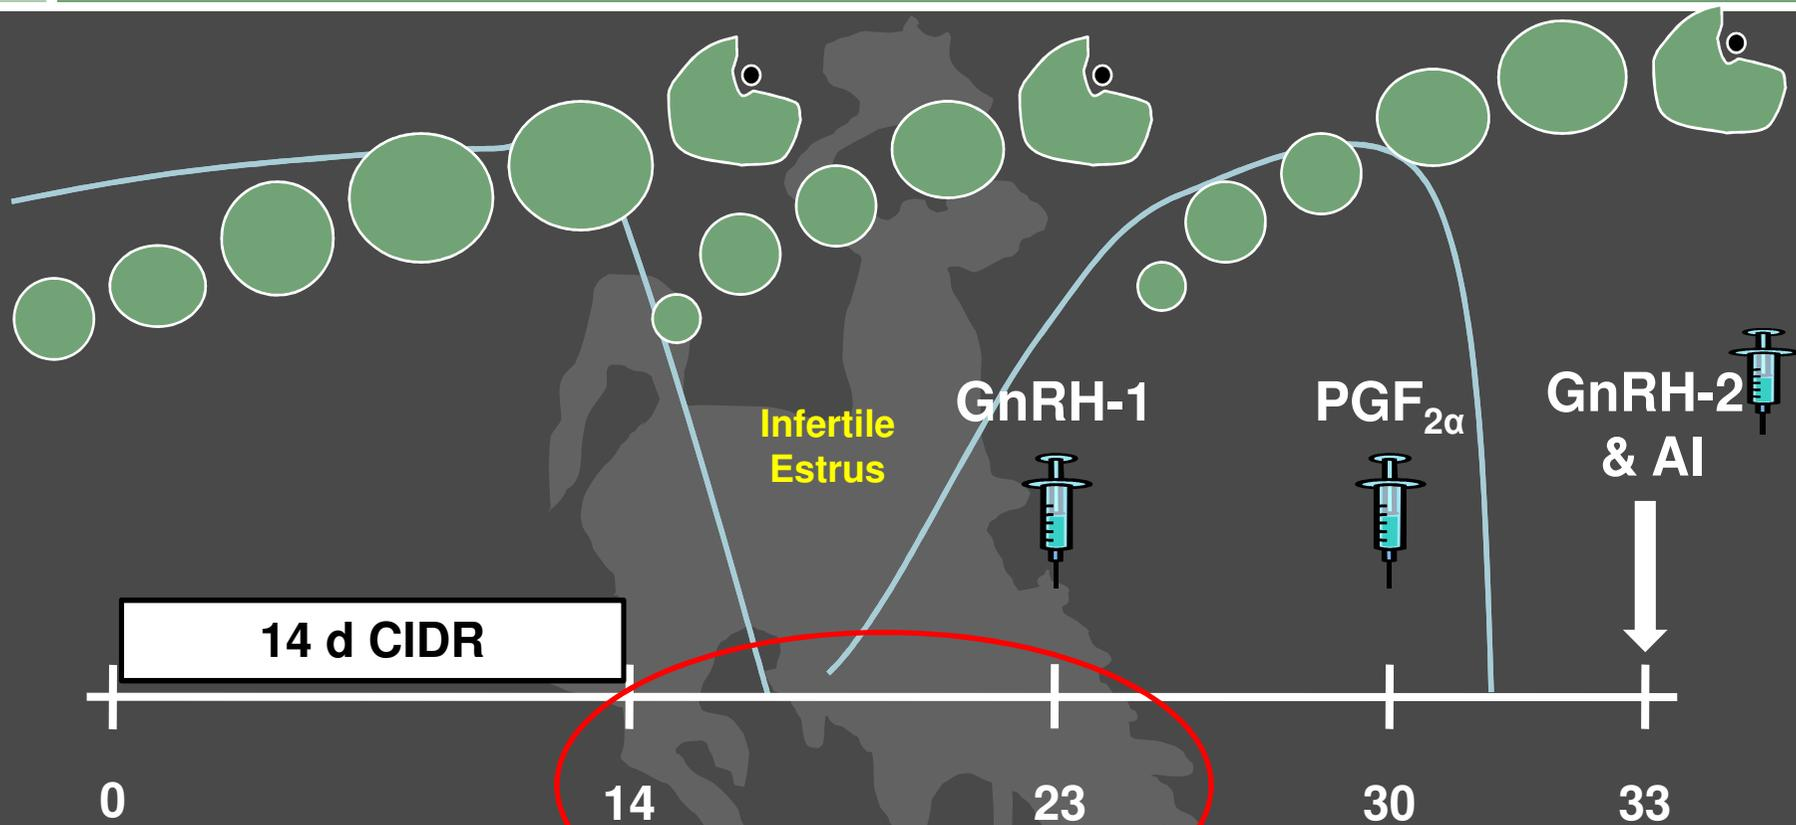 Infertile
Estrus
GnRH-1
PGF2α
GnRH-2
& AI
14 d CIDR
0
14
23
30
33